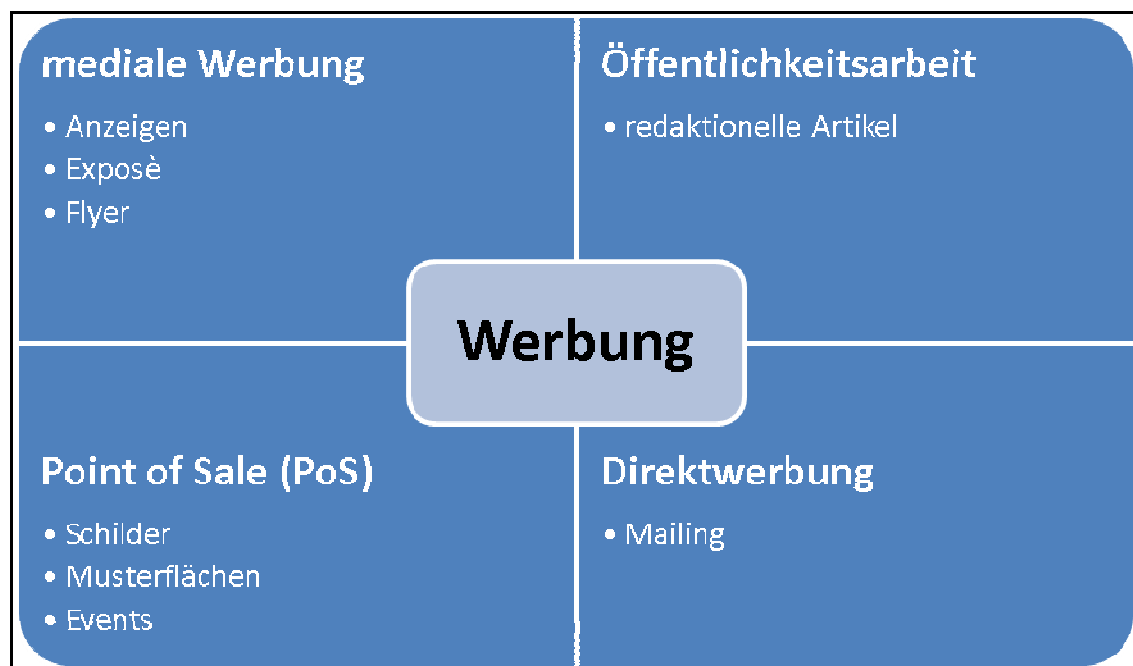 mediale Werbung
• Anzeigen
• Exposè
• Flyer
Öffentlichkeitsarbeit
• redaktionelle Artikel
Werbung
Point of Sale (PoS)
• Schilder
• Musterflächen
• Events
Direktwerbung
• Mailing